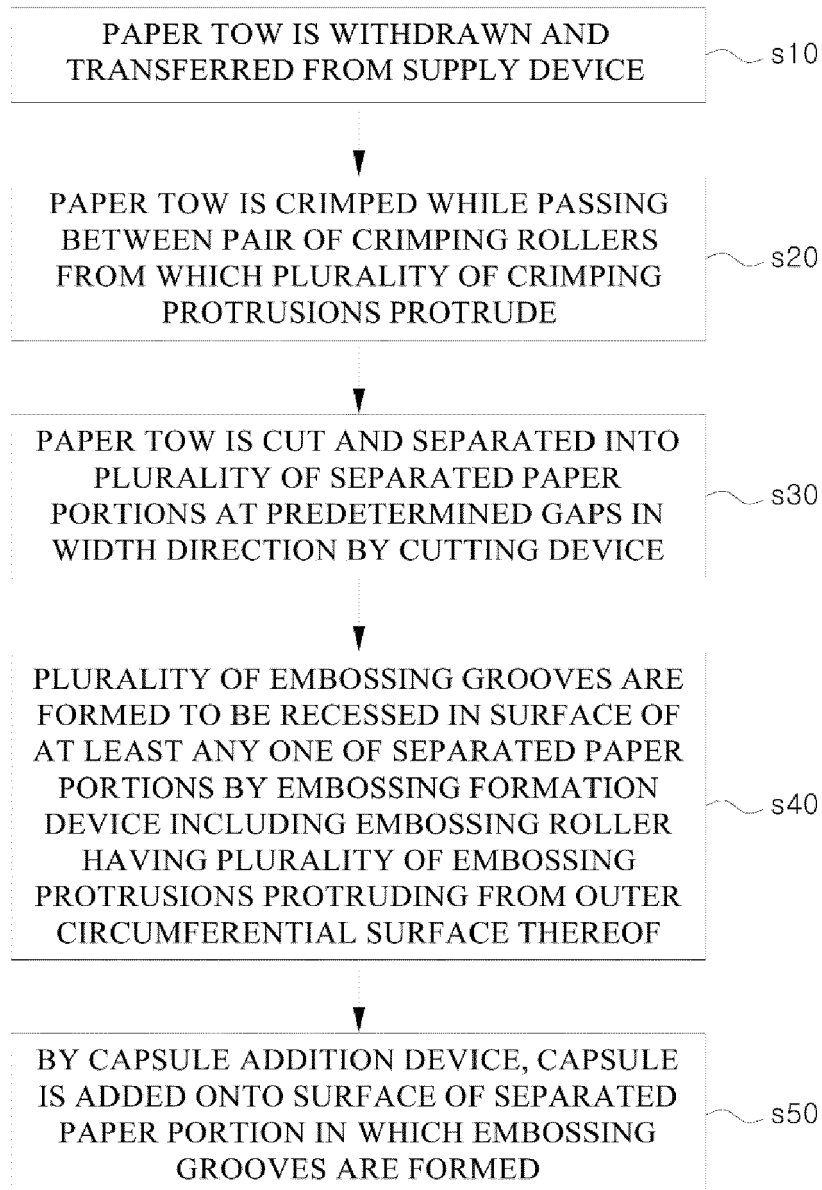 PAPER TOW IS WITHDRAWN AND
TRANSFERRED FROM SUPPLY DEVICE
s10
PAPER TOW IS CRIMPED WHILE PASSING
BETWEEN PAIR OF CRIMPING ROLLERS
FROM WHICH PLURALITY OF CRIMPING
PROTRUSIONS PROTRUDE
s20
PAPER TOW IS CUT AND SEPARATED INTO
PLURALITY OF SEPARATED PAPER
PORTIONS AT PREDETERMINED GAPS IN
WIDTH DIRECTION BY CUTTING DEVICE
s30
PLURALITY OF EMBOSSING GROOVES ARE
FORMED TO BE RECESSED IN SURFACE OF
AT LEAST ANY ONE OF SEPARATED PAPER
PORTIONS BY EMBOSSING FORMATION
DEVICE INCLUDING EMBOSSING ROLLER
HAVING PLURALITY OF EMBOSSING
PROTRUSIONS PROTRUDING FROM OUTER
CIRCUMFERENTIAL SURFACE THEREOF
s40
BY CAPSULE ADDITION DEVICE, CAPSULE
IS ADDED ONTO SURFACE OF SEPARATED
PAPER PORTION IN WHICH EMBOSSING
GROOVES ARE FORMED
s50